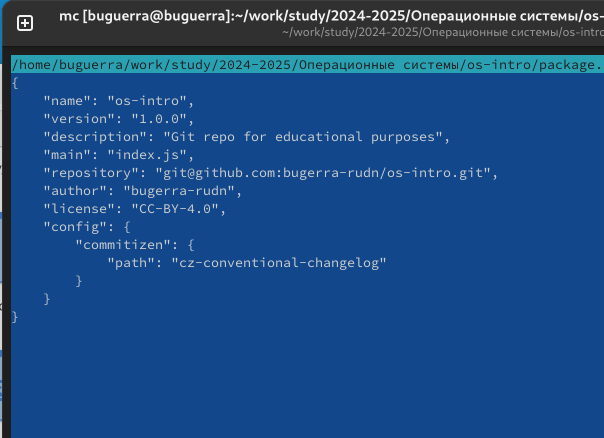 mc [buguerra@buguerra]:~/work/study/2024-2025/Операционные системы/os-
~/work/study/2024-2025/Операционные системы/os-intro
/home/buguerra/work/study/2024-2025/Операционные системы/os-intro/package.
{
    "name": "os-intro",
    "version": "1.0.0",
    "description": "Git repo for educational purposes",
    "main": "index.js",
    "repository": "git@github.com:bugerra-rudn/os-intro.git",
    "author": "bugerra-rudn",
    "license": "CC-BY-4.0",
    "config": {
        "commitizen": {
            "path": "cz-conventional-changelog"
        }
    }
}